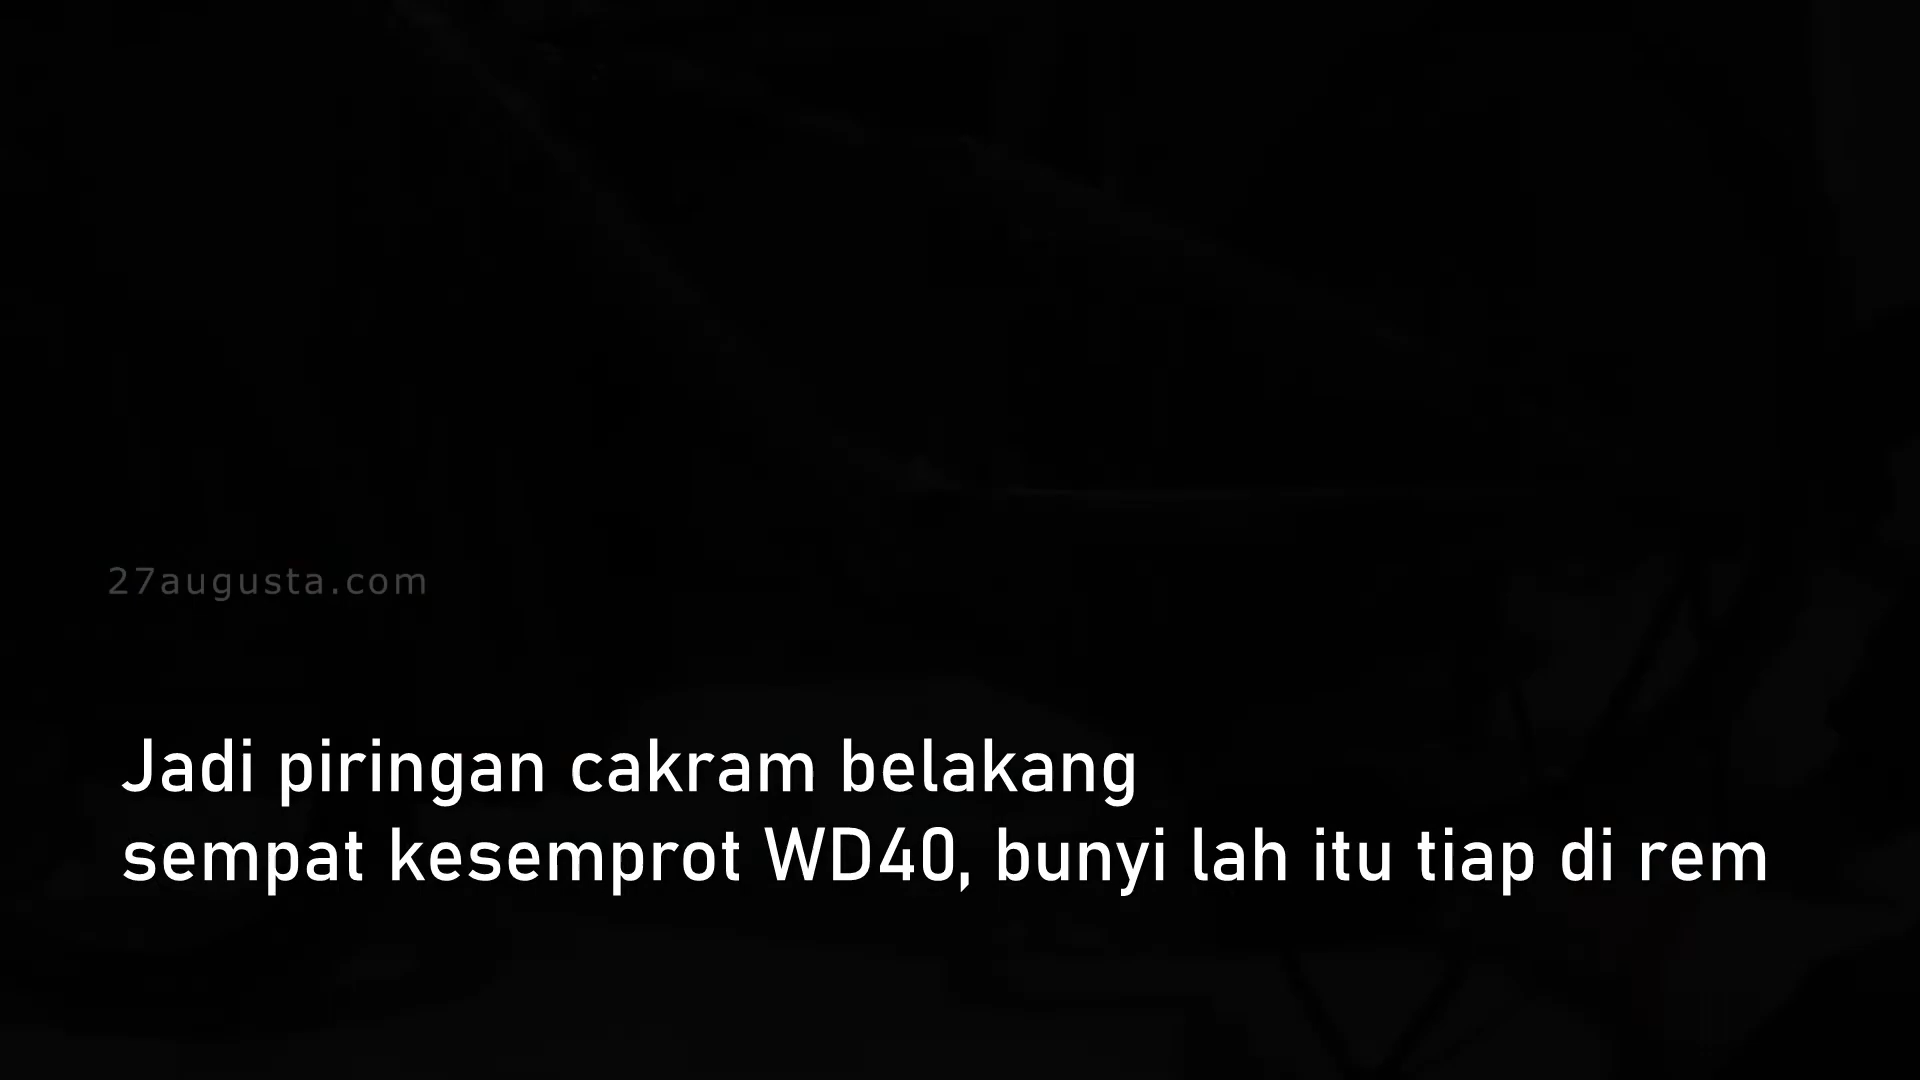 27augusta.com
Jadi piringan cakram belakang
sempat kesemprot WD40, bunyi lah itu tiap di rem